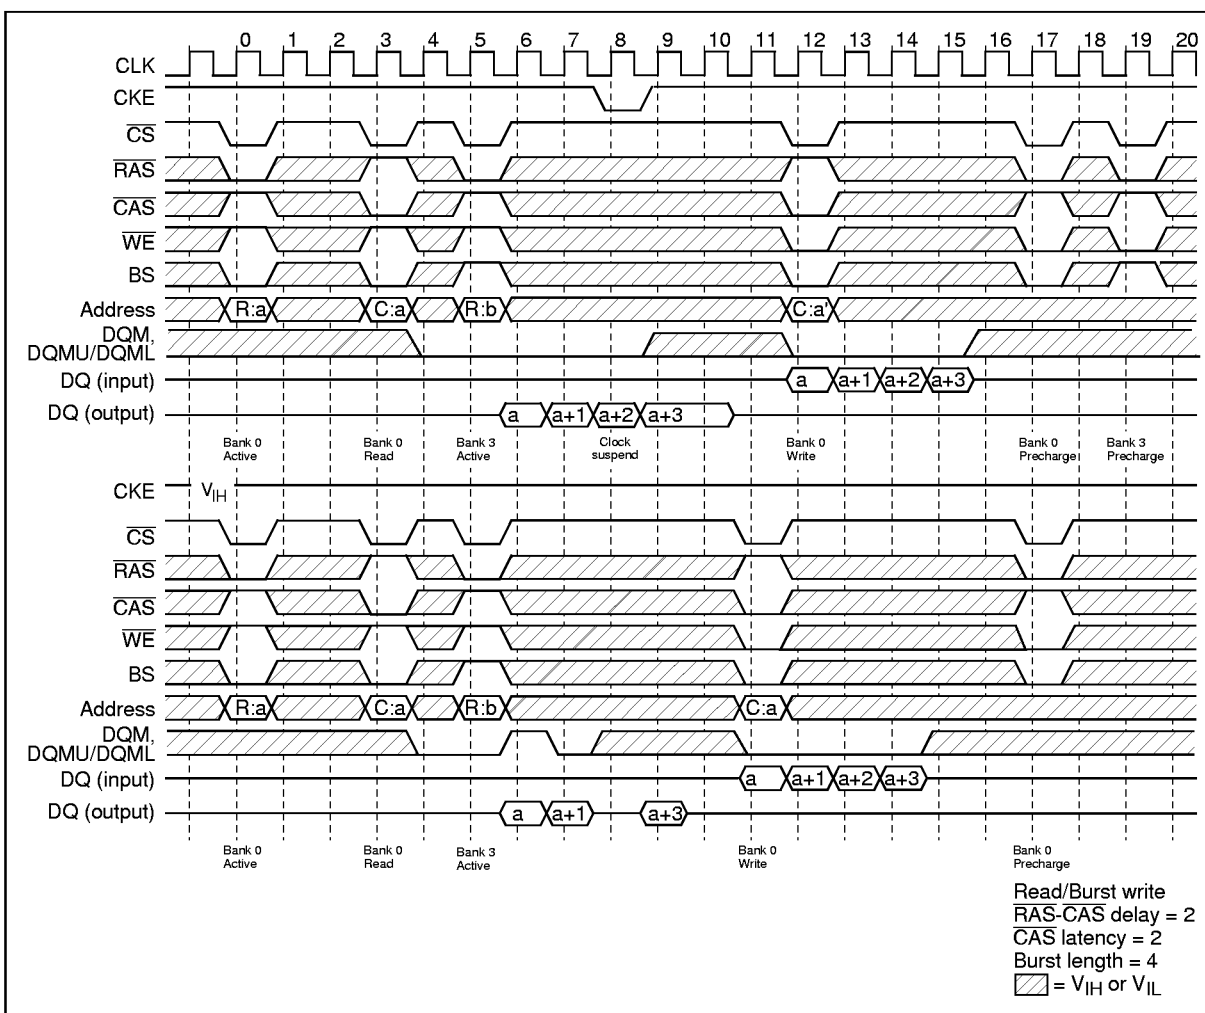 0 1 2 3 4 5 6 7 8 9 10 11 12 13 14 15 16 17 18 19 20
CLK
CKE
CS
RAS
CAS
WE
BS
Address R:a C:a R:b C:a'
DQM,
DQMU/DQML
DQ (input) a a+1 a+2 a+3
DQ (output) a a+1 a+2 a+3
Bank 0 Bank 0 Bank 3 Clock Bank 0 Bank 0 Bank 3
Active Read Active suspend Write Precharge Precharge
CKE VIH
CS
RAS
CAS
WE
BS
Address R:a C:a R:b C:a
DQM,
DQMU/DQML
DQ (input) a a+1 a+2 a+3
DQ (output) a a+1 a+3
Bank 0 Bank 0 Bank 3 Bank 0 Bank 0
Active Read Active Write Precharge
Read/Burst write
RAS-CAS delay = 2
CAS latency = 2
Burst length = 4
= VIH or VIL